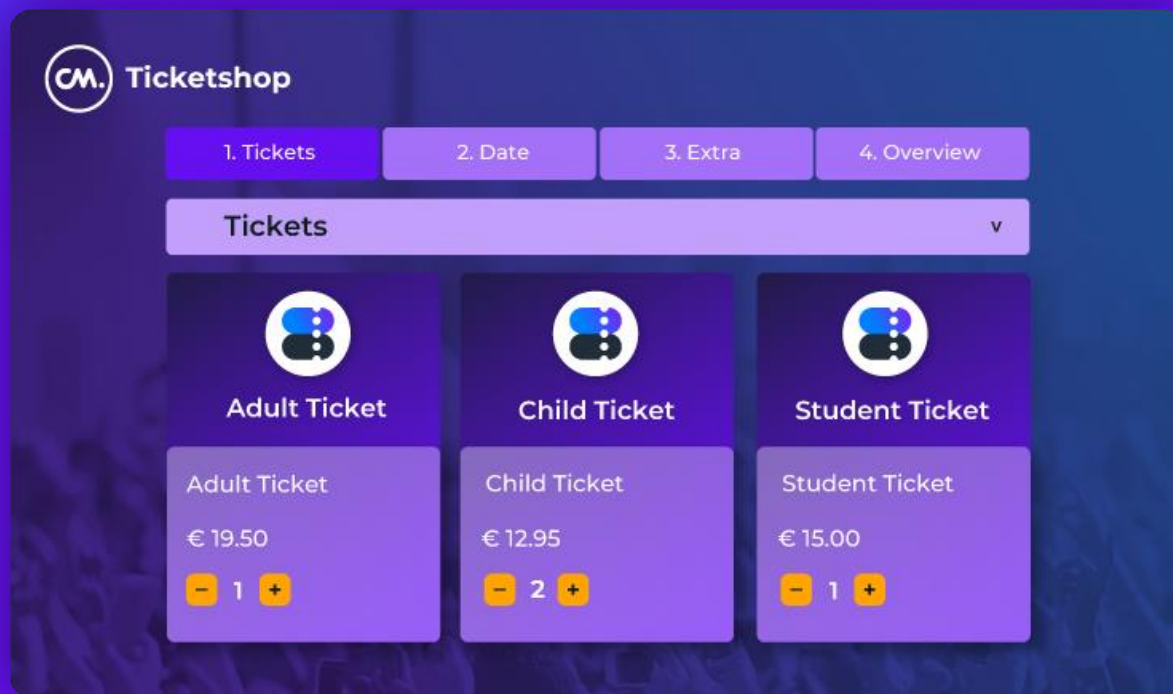 CM. Ticketshop
1. Tickets 2. Date 3. Extra 4. Overview
Tickets v
Adult Ticket Child Ticket Student Ticket
Adult Ticket Child Ticket Student Ticket
€ 19.50 € 12.95 € 15.00
− 1 + − 2 + − 1 +